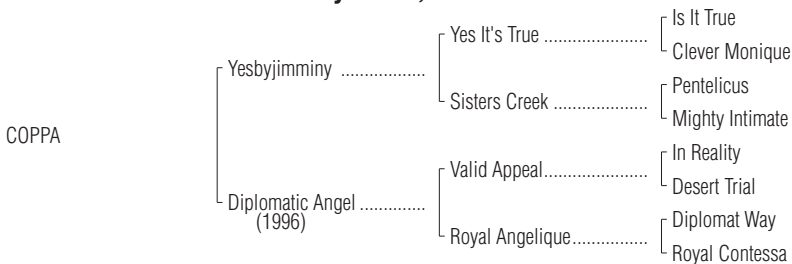 Is It True
Yes It's True ......................
Clever Monique
Yesbyjimminy ..................
Pentelicus
Sisters Creek ....................
Mighty Intimate
COPPA
In Reality
Valid Appeal......................
Desert Trial
Diplomatic Angel ..............
(1996)
Diplomat Way
Royal Angelique................
Royal Contessa